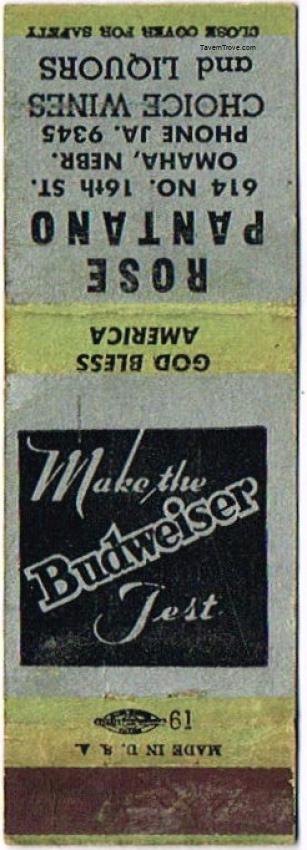 TavernTrove.com
CLOSE COVER FOR SAFETY
ROSE
PANTANO
614 NO. 16th ST.
OMAHA, NEBR.
PHONE JA. 9345
CHOICE WINES
and LIQUORS
GOD BLESS
AMERICA
Make the
Budweiser
Test
19
MADE IN U. S. A.